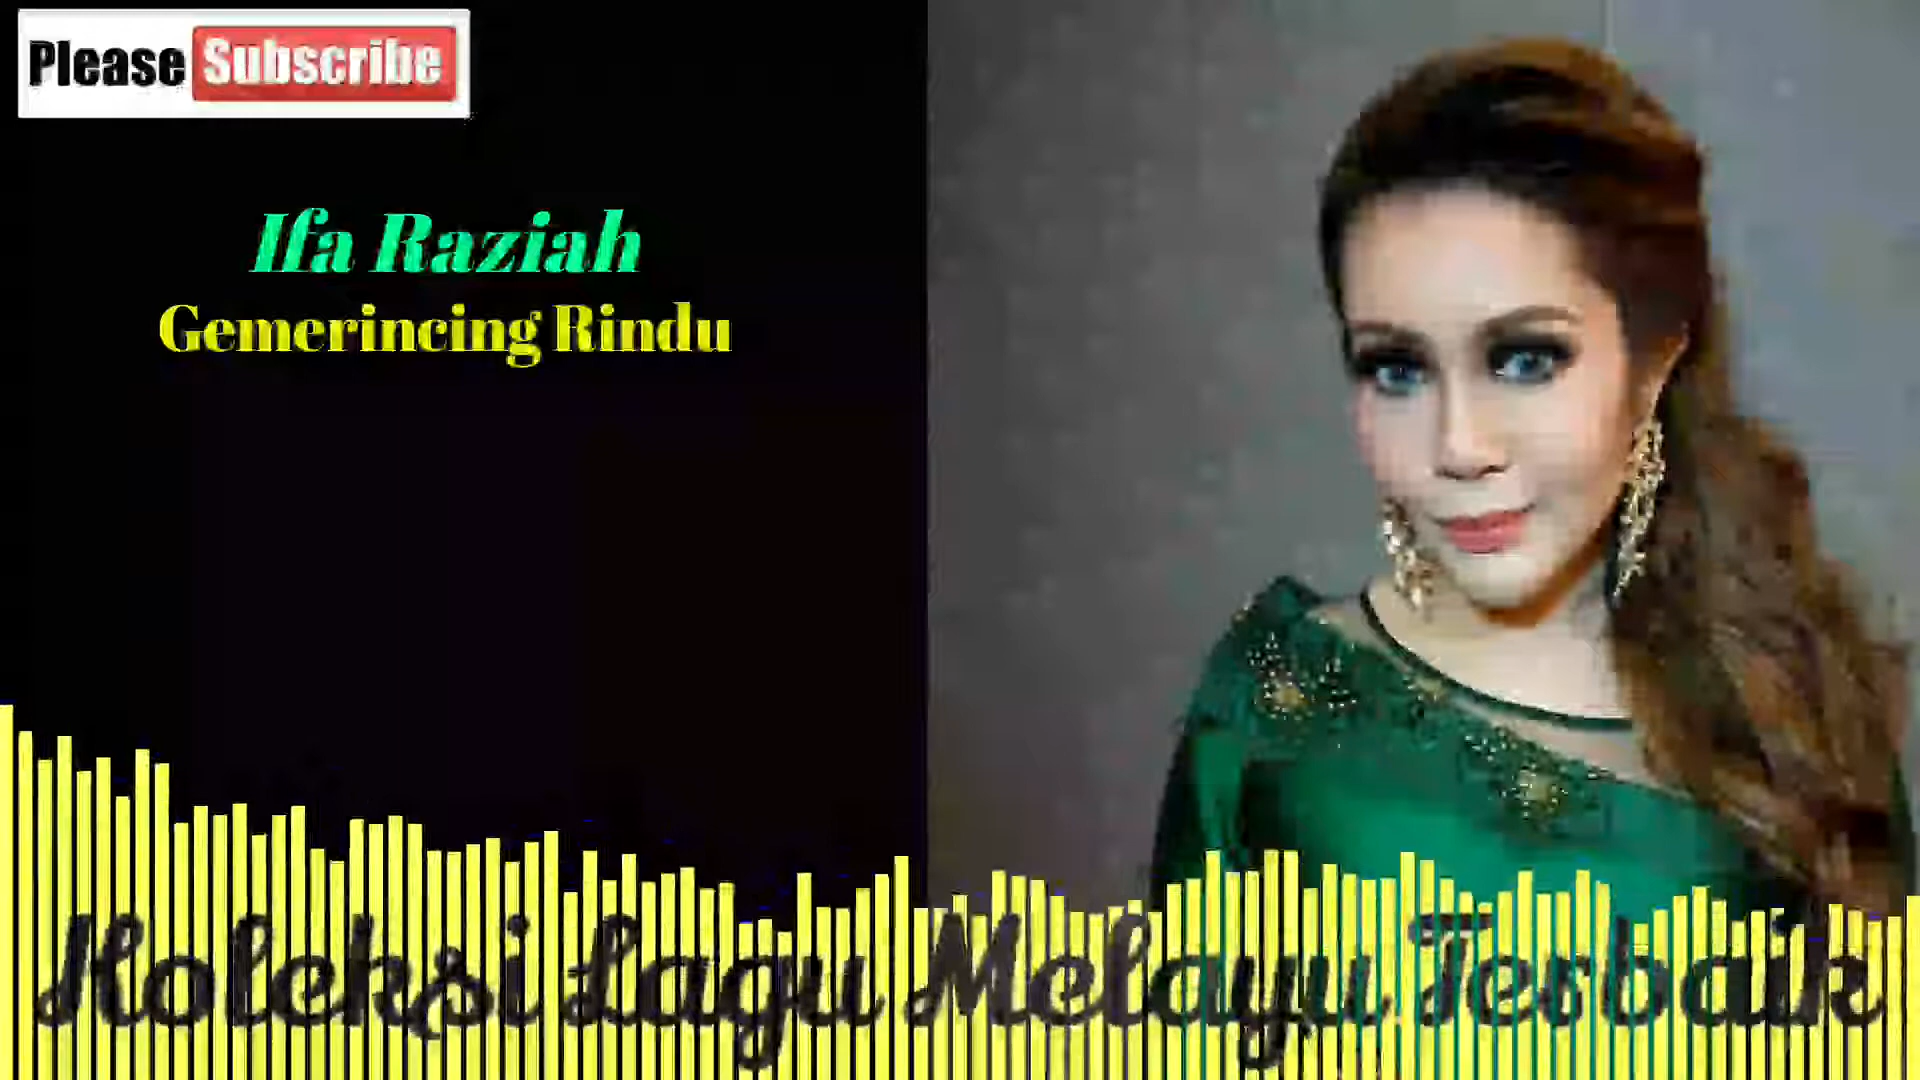 Please Subscribe
Ifa Raziah
Gemerincing Rindu
Koleksi Lagu Melayu Terbaik